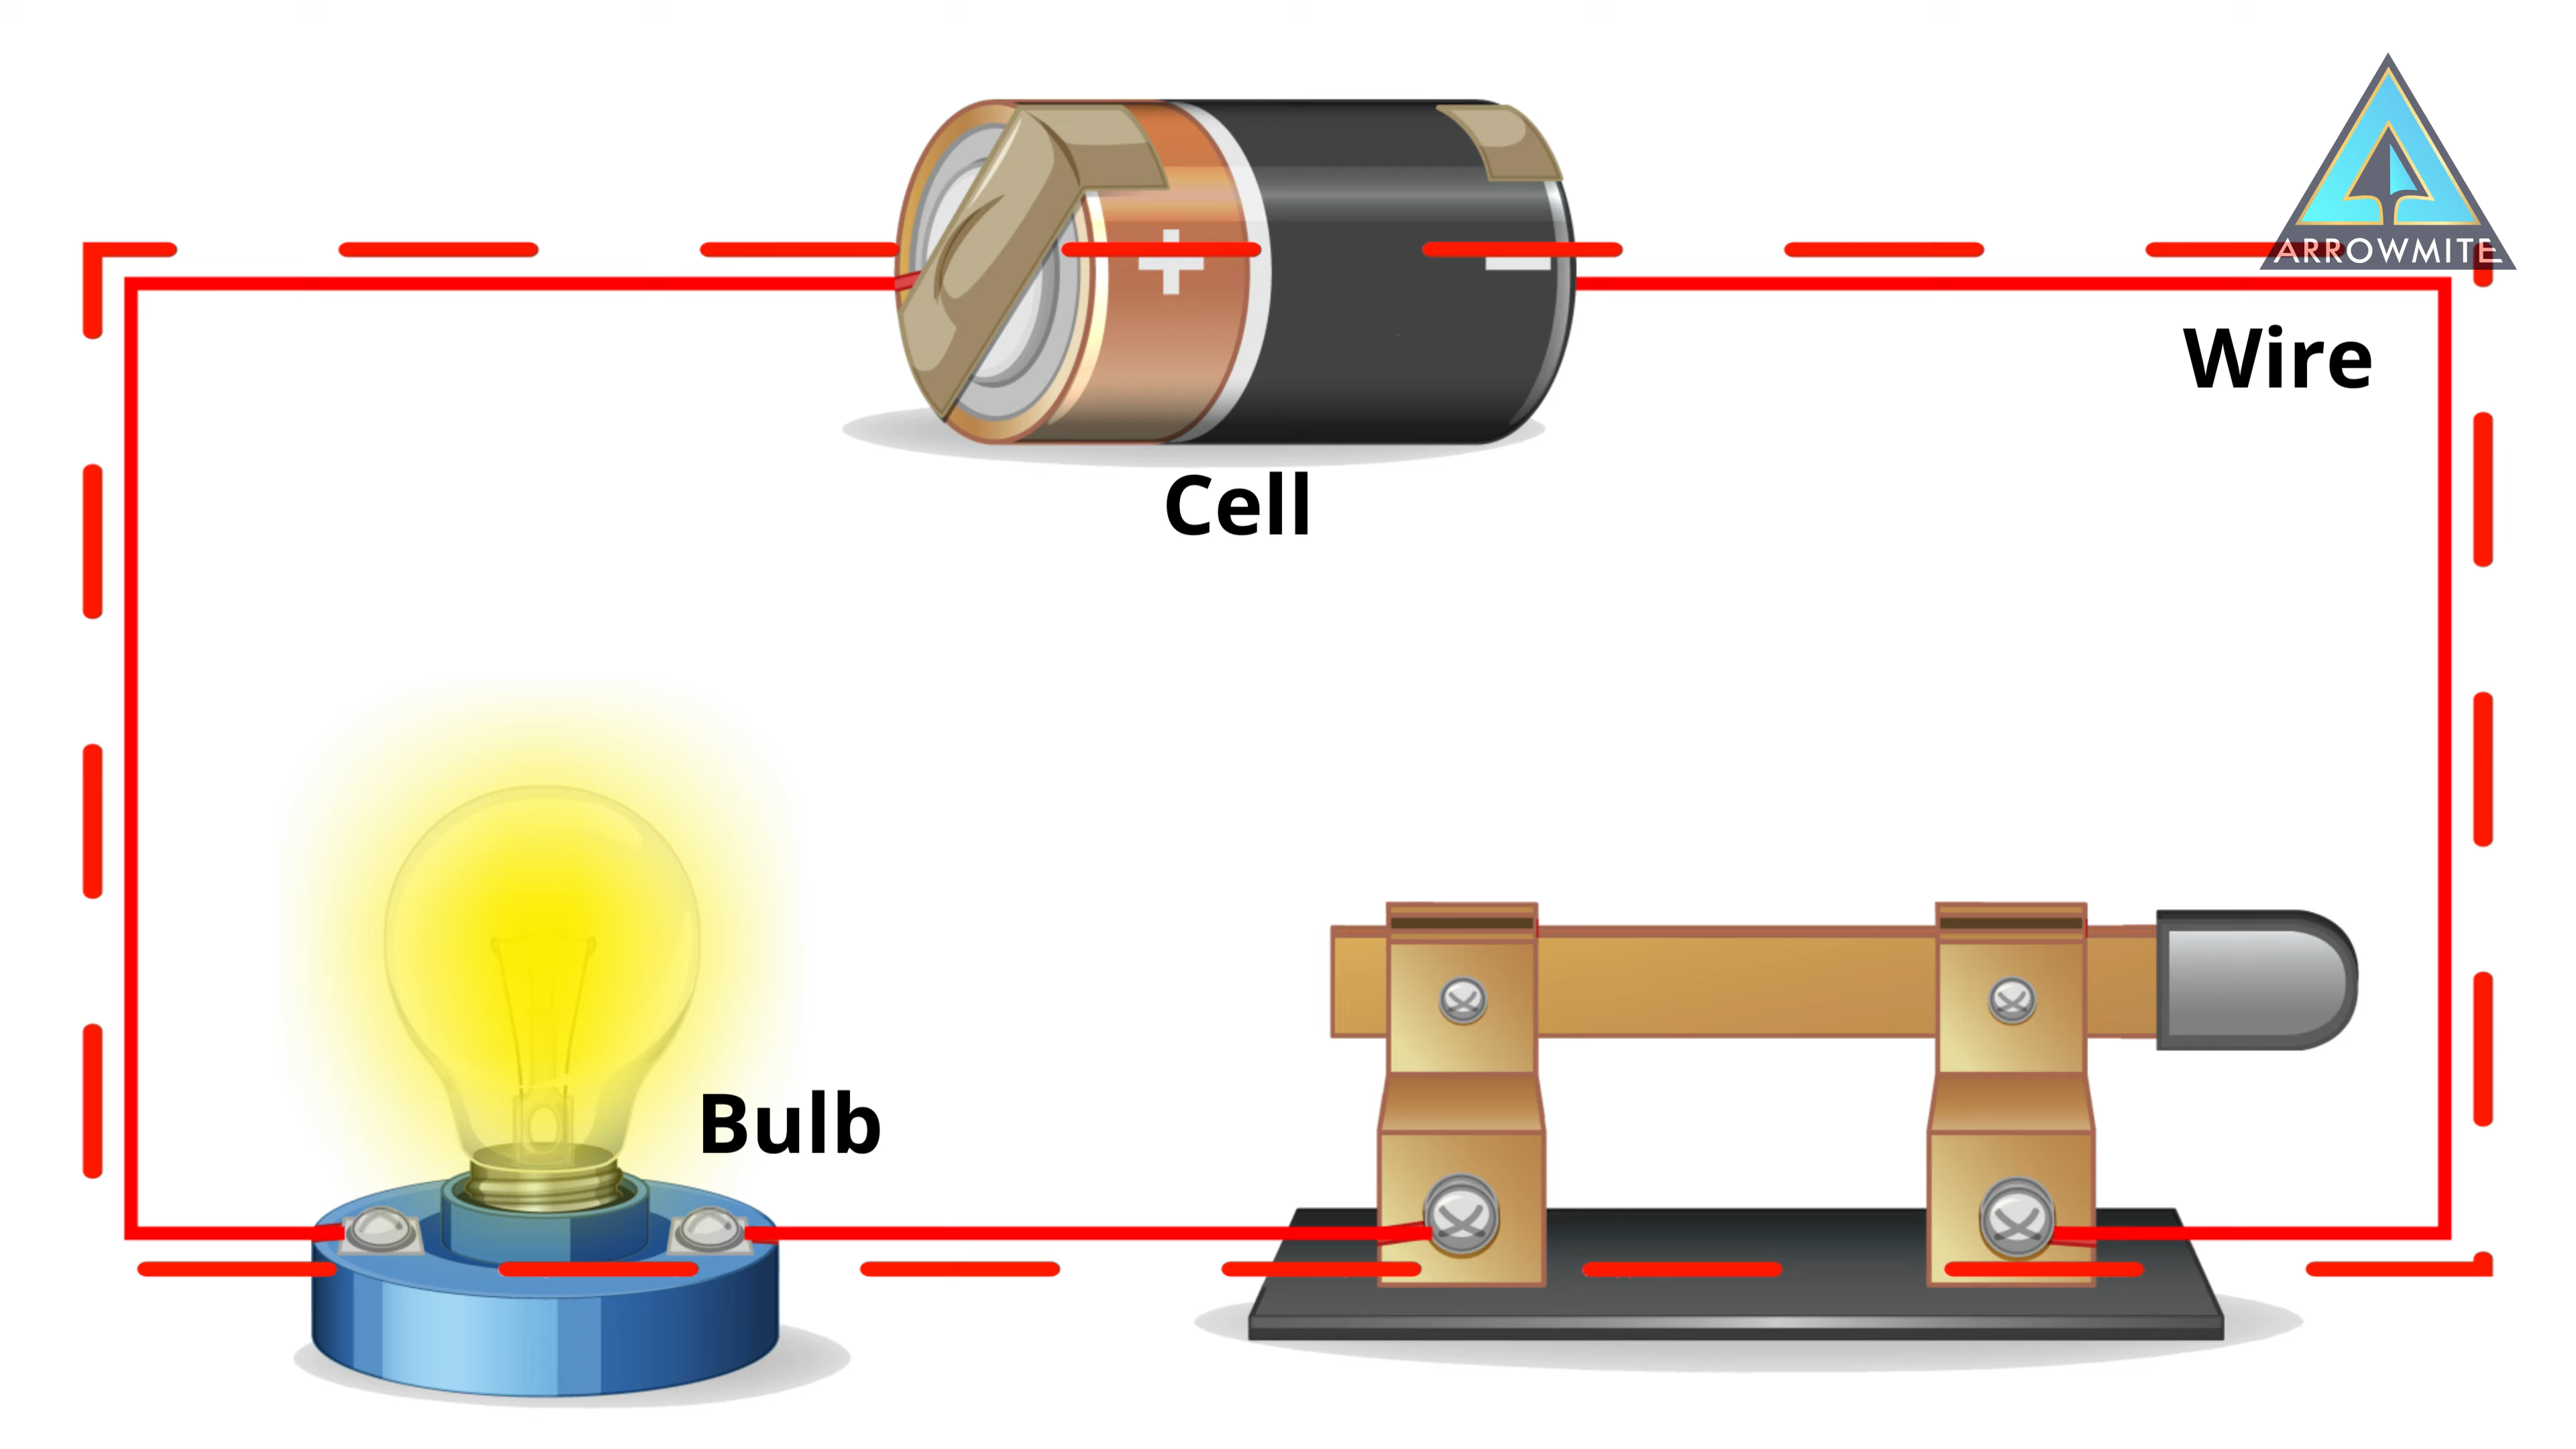 ARROWMITE
+
-
Wire
Cell
Bulb